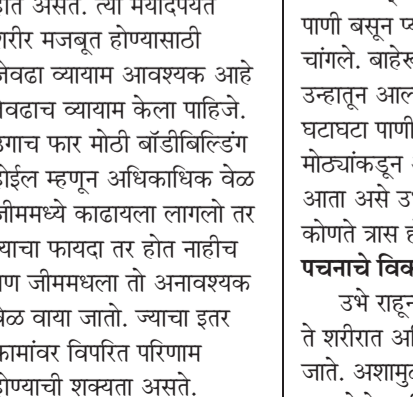 होत असत. त्या मर्यादेपर्यंत
शरीर मजबूत होण्यासाठी
जेवढा व्यायाम आवश्यक आहे
तेवढाच व्यायाम केला पाहिजे.
उगाच फार मोठी बॉडीबिल्डिंग
होईल म्हणून अधिकाधिक वेळ
जीममध्ये काढायला लागलो तर
त्याचा फायदा तर होत नाहीच
पण जीममधला तो अनावश्यक
वेळ वाया जातो. ज्याचा इतर
कामांवर विपरित परिणाम
होण्याची शक्यता असते.
पाणी बसून
चांगले.
उन्हातून
घटाघटा पाणी
मोठ्यांकडून
आता असे
कोणते त्रास
पचनाचे
उभे राहून
ते शरीरात
जाते.